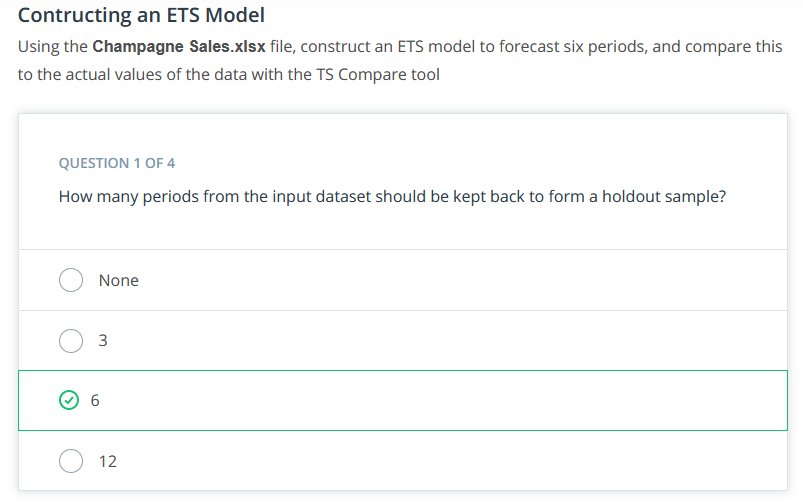 Contructing an ETS Model
Using the Champagne Sales.xlsx file, construct an ETS model to forecast six periods, and compare this
to the actual values of the data with the TS Compare tool
QUESTION 1 OF 4
How many periods from the input dataset should be kept back to form a holdout sample?
None
3
6
12